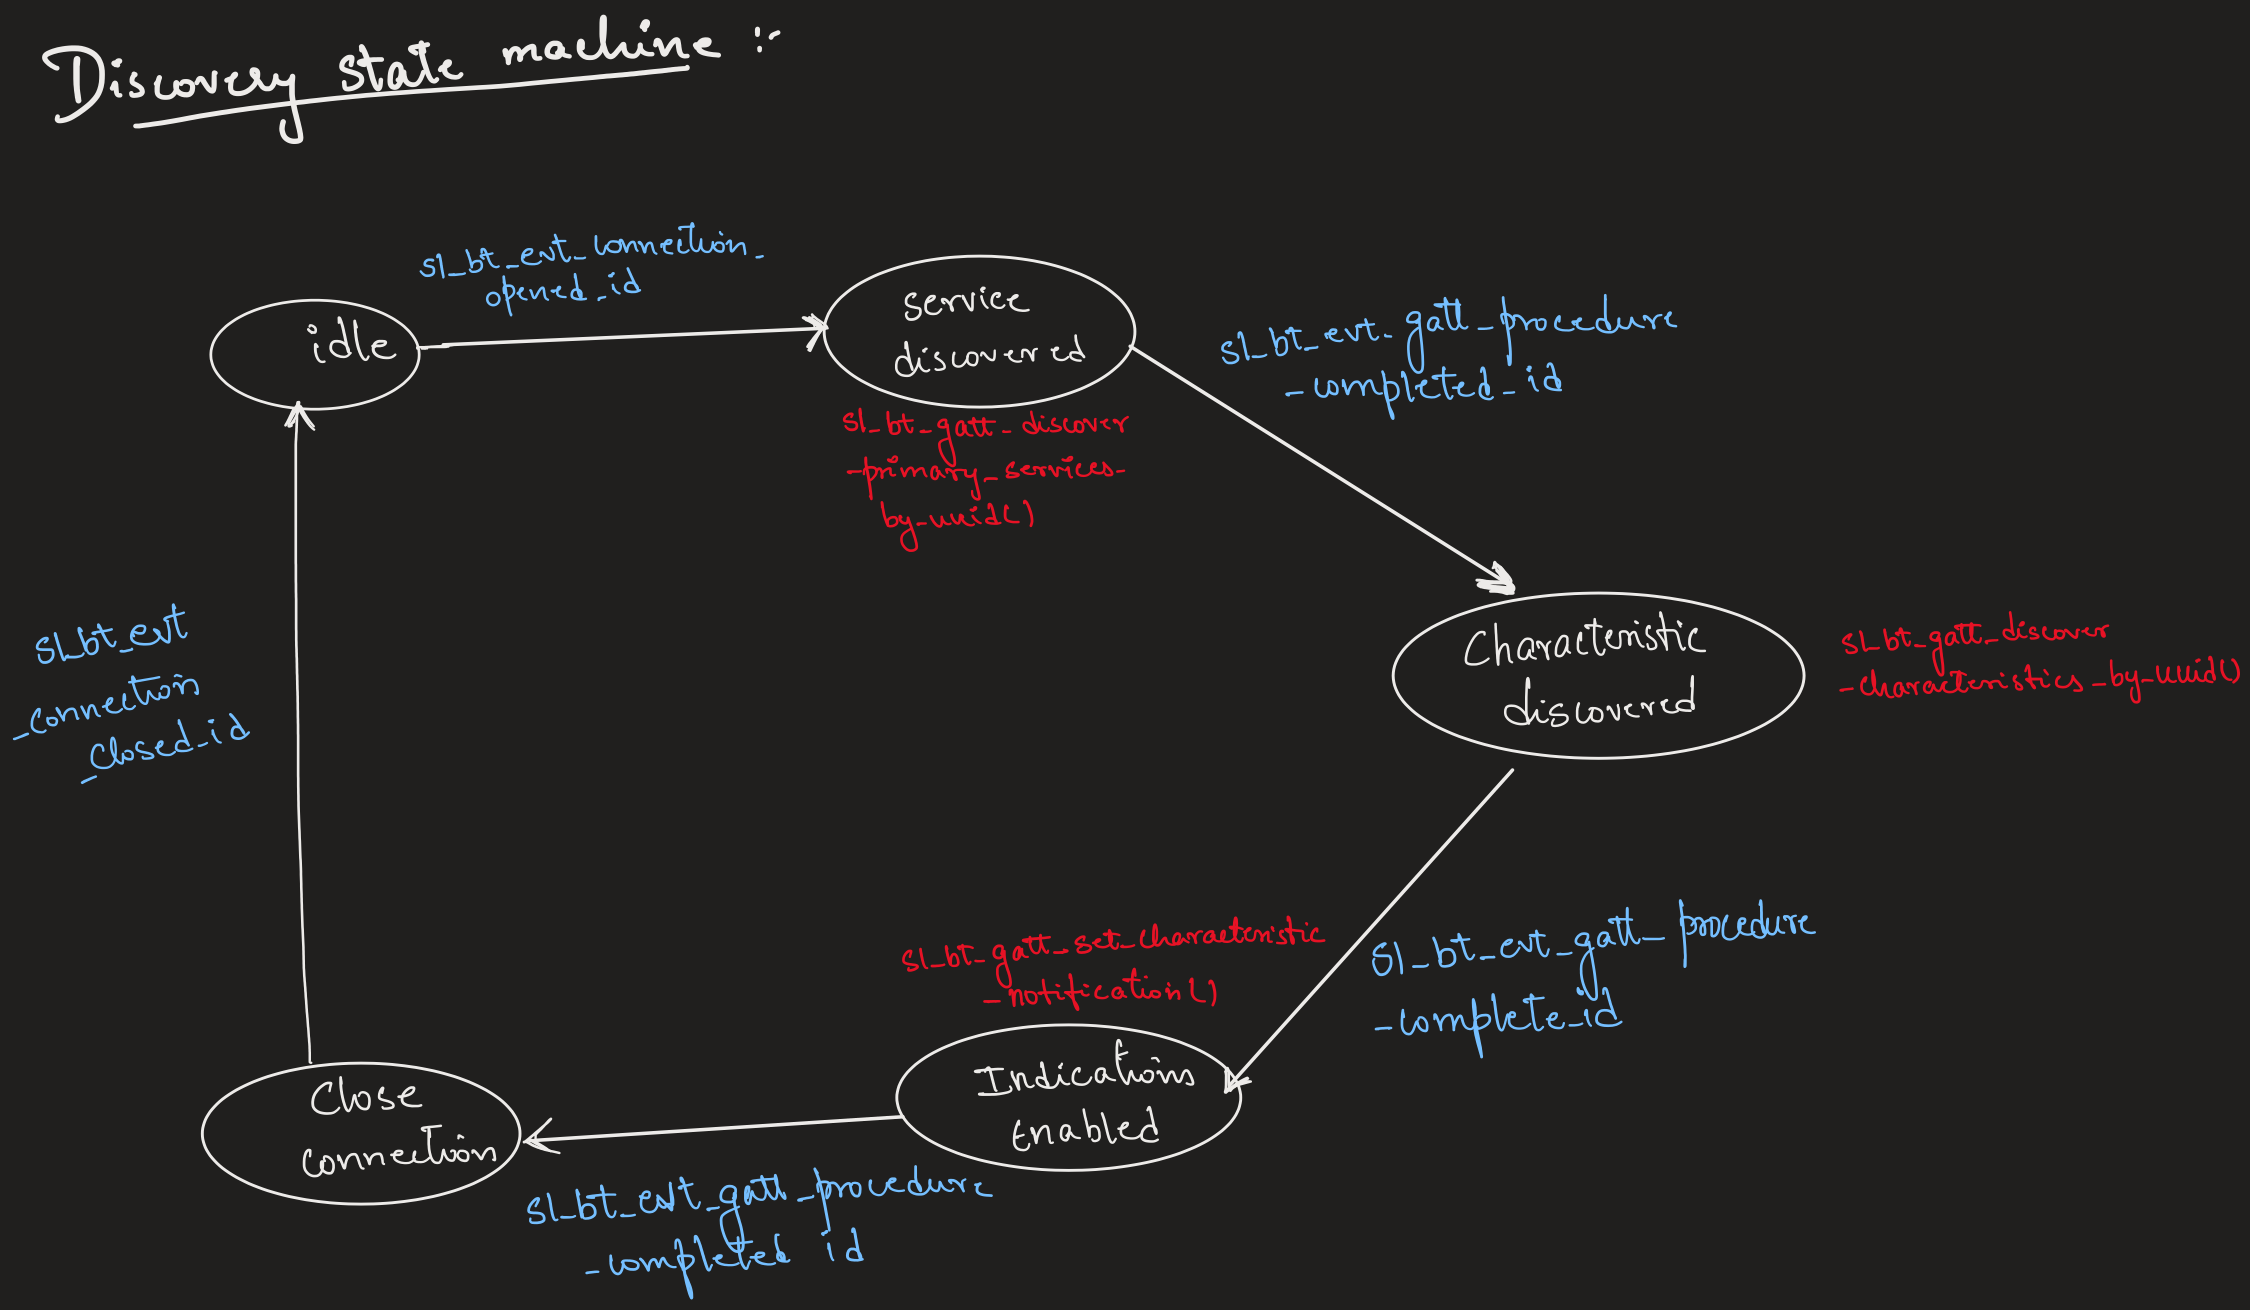 Discovery state machine :-
sl_bt_evt_connection_
opened_id
idle
service
discovered
sl_bt_gatt_discover
_primary_services_
by_uuid()
sl_bt_evt_gatt_procedure
_completed_id
Characteristic
discovered
sl_bt_gatt_discover
_characteristics_by_uuid()
sl_bt_evt
_connection
_closed_id
sl_bt_gatt_set_characteristic
_notification()
sl_bt_evt_gatt_procedure
_complete_id
Indications
Enabled
Close
connection
sl_bt_evt_gatt_procedure
_completed id